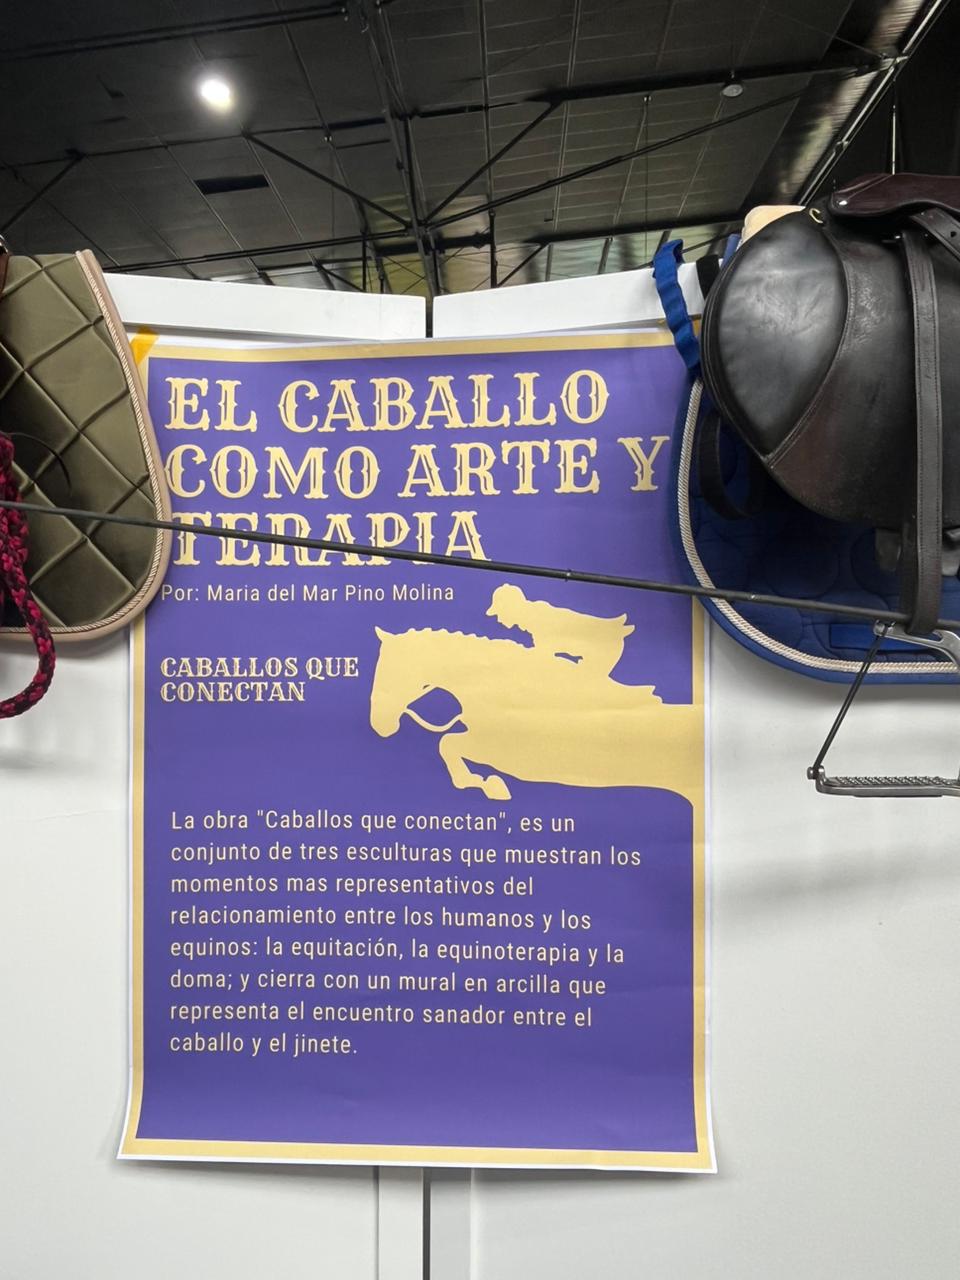 EL CABALLO
COMO ARTE Y
TERAPIA
Por: Maria del Mar Pino Molina
CABALLOS QUE
CONECTAN
La obra "Caballos que conectan", es un
conjunto de tres esculturas que muestran los
momentos mas representativos del
relacionamiento entre los humanos y los
equinos: la equitación, la equinoterapia y la
doma; y cierra con un mural en arcilla que
representa el encuentro sanador entre el
caballo y el jinete.